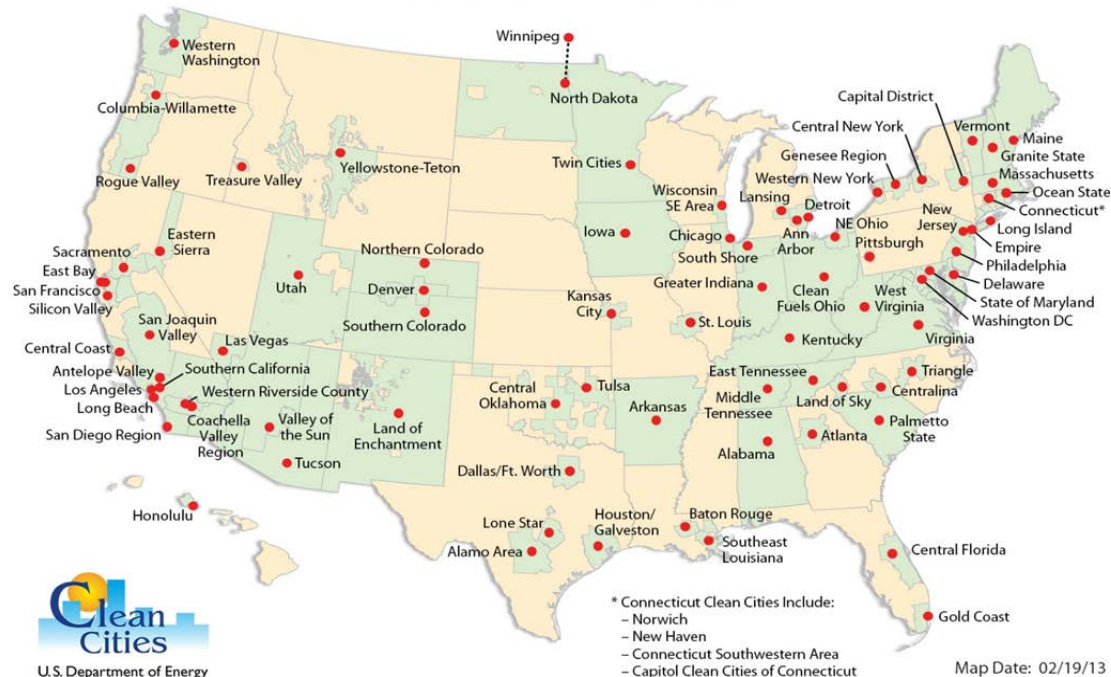 Winnipeg
Western
Washington
North Dakota
Columbia-Willamette
Capital District
Central New York
Vermont
Maine
Genesee Region
Granite State
Twin Cities
Western New York
Massachusetts
Rogue Valley
Treasure Valley
Yellowstone-Teton
Wisconsin
SE Area
Lansing
Detroit
Ocean State
Connecticut*
New
Jersey
Long Island
Iowa
Chicago
Ann
Arbor
NE Ohio
Pittsburgh
Empire
Eastern
Sierra
Northern Colorado
South Shore
Philadelphia
Sacramento
East Bay
San Francisco
Silicon Valley
Utah
Denver
Southern Colorado
Kansas
City
Greater Indiana
Clean
Fuels Ohio
West
Virginia
Delaware
State of Maryland
Washington DC
San Joaquin
Valley
St. Louis
Kentucky
Virginia
Central Coast
Las Vegas
Antelope Valley
Southern California
Los Angeles
Western Riverside County
Long Beach
Coachella
Valley
Region
San Diego Region
Valley of
the Sun
Land of
Enchantment
Tucson
Central
Oklahoma
Tulsa
Arkansas
East Tennessee
Middle
Tennessee
Land of Sky
Triangle
Centralina
Palmetto
State
Alabama
Atlanta
Dallas/Ft. Worth
Honolulu
Lone Star
Alamo Area
Houston/
Galveston
Baton Rouge
Southeast
Louisiana
Central Florida
Gold Coast
Clean
Cities
U.S. Department of Energy
* Connecticut Clean Cities Include:
– Norwich
– New Haven
– Connecticut Southwestern Area
– Capitol Clean Cities of Connecticut
Map Date: 02/19/13